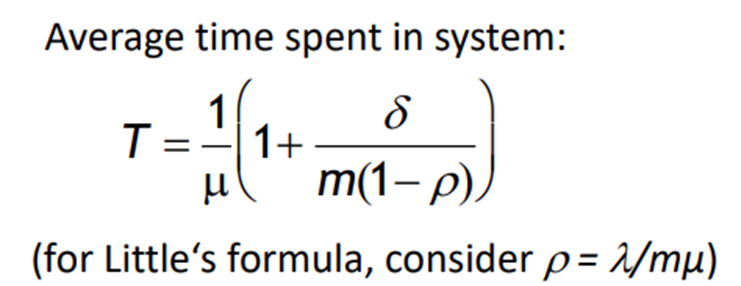 Average time spent in system:
T = 1/μ (1+ δ/m(1–ρ))
(for Little‘s formula, consider ρ = λ/mμ)